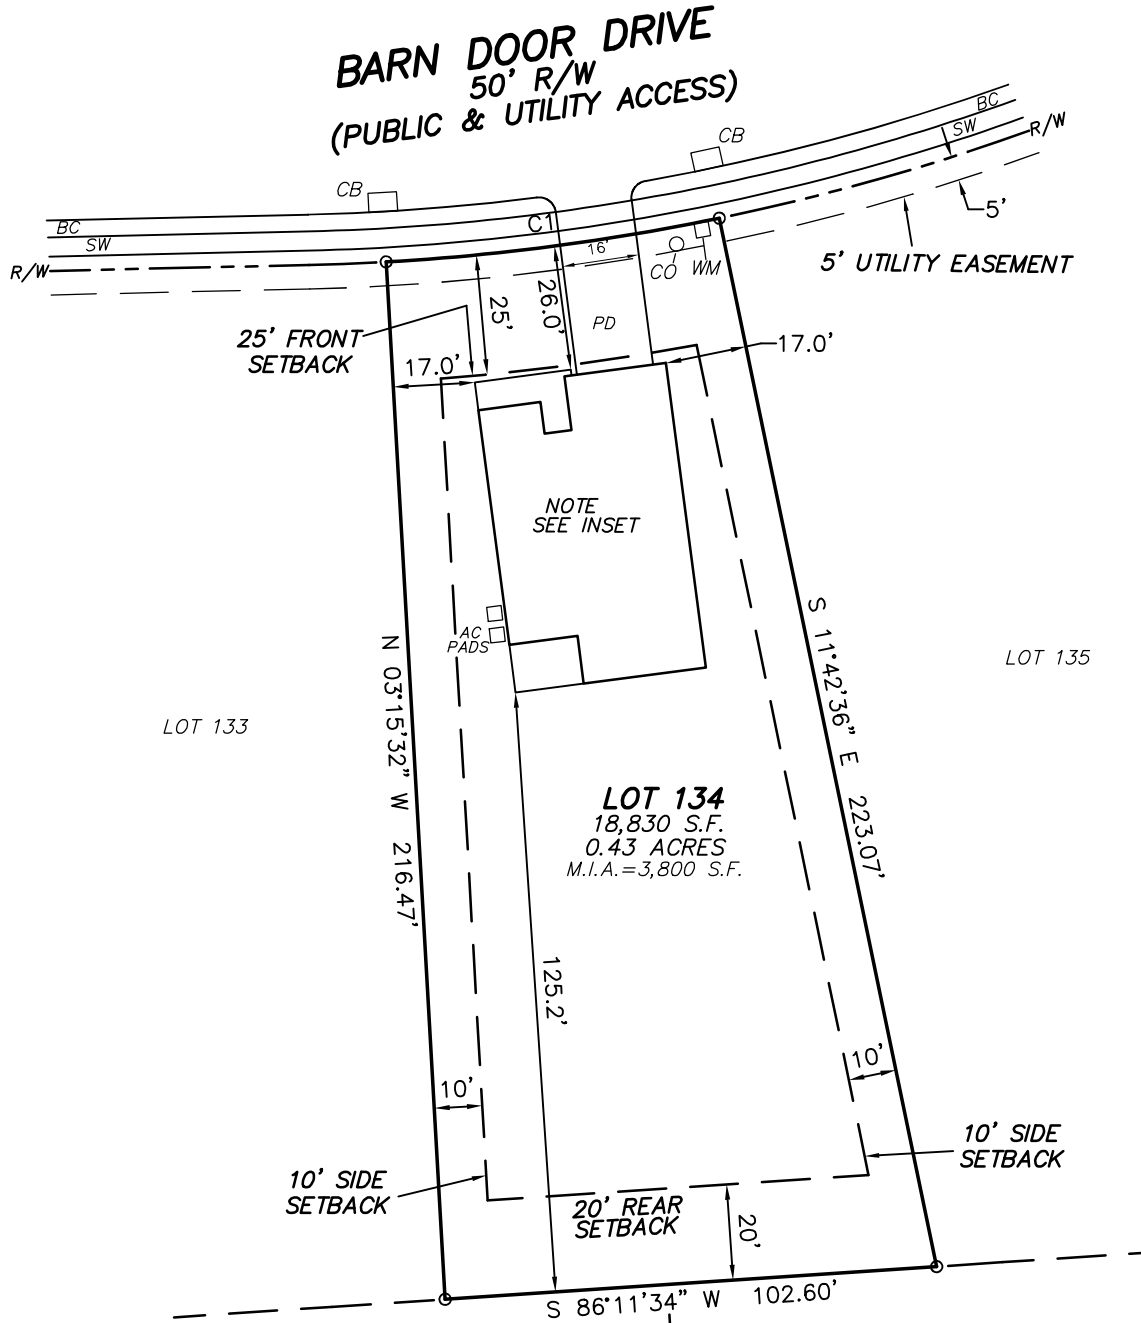 BARN DOOR DRIVE
50' R/W
(PUBLIC & UTILITY ACCESS)
CB
CB
BC
SW
R/W
BC
SW
R/W
C1
16'
5'
CO
WM
5' UTILITY EASEMENT
25' FRONT
SETBACK
25'
26.0'
PD
17.0'
17.0'
NOTE
SEE INSET
AC
PADS
N 03°15'32" W 216.47'
S 11°42'36" E 223.07'
LOT 133
LOT 135
LOT 134
18,830 S.F.
0.43 ACRES
M.I.A.=3,800 S.F.
125.2'
10'
10'
10' SIDE
SETBACK
10' SIDE
SETBACK
20' REAR
SETBACK
20'
S 86°11'34" W 102.60'